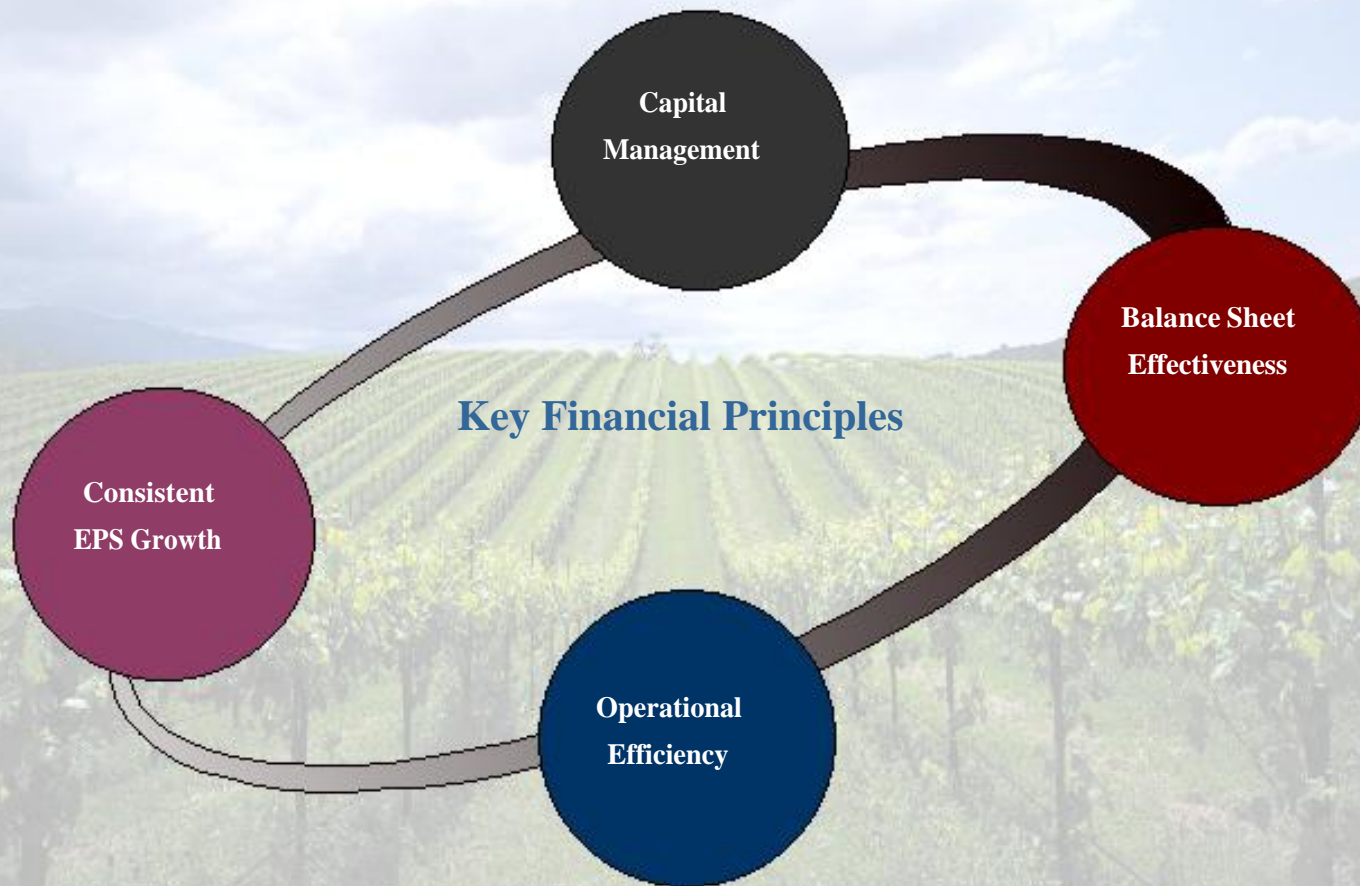 Capital
Management
Balance Sheet
Effectiveness
Key Financial Principles
Consistent
EPS Growth
Operational
Efficiency